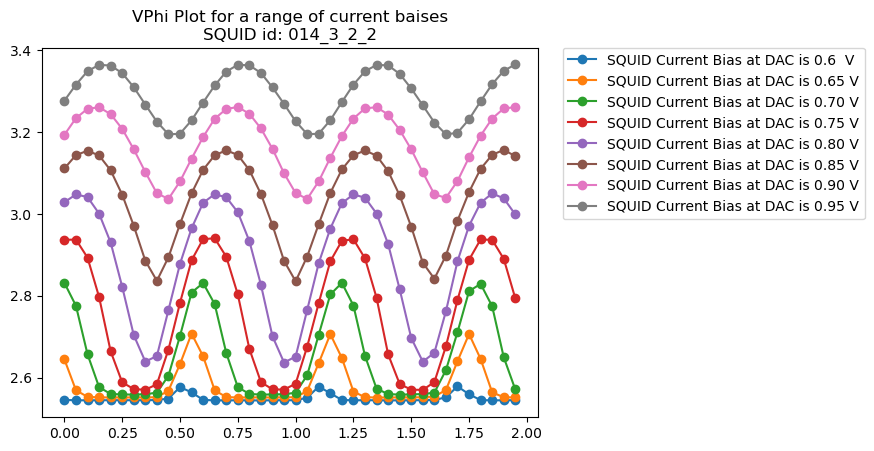 VPhi Plot for a range of current baises
SQUID id: 014_3_2_2
3.4
3.2
3.0
2.8
2.6
0.00 0.25 0.50 0.75 1.00 1.25 1.50 1.75 2.00
SQUID Current Bias at DAC is 0.6  V
SQUID Current Bias at DAC is 0.65 V
SQUID Current Bias at DAC is 0.70 V
SQUID Current Bias at DAC is 0.75 V
SQUID Current Bias at DAC is 0.80 V
SQUID Current Bias at DAC is 0.85 V
SQUID Current Bias at DAC is 0.90 V
SQUID Current Bias at DAC is 0.95 V